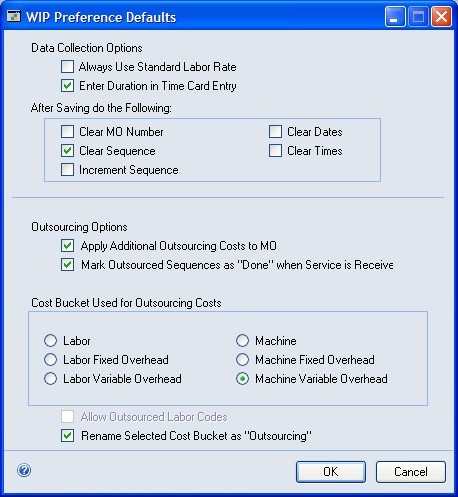 WIP Preference Defaults
Data Collection Options
Always Use Standard Labor Rate
Enter Duration in Time Card Entry
After Saving do the Following:
Clear MO Number
Clear Dates
Clear Sequence
Clear Times
Increment Sequence
Outsourcing Options
Apply Additional Outsourcing Costs to MO
Mark Outsourced Sequences as "Done" when Service is Receive
Cost Bucket Used for Outsourcing Costs
Labor
Machine
Labor Fixed Overhead
Machine Fixed Overhead
Labor Variable Overhead
Machine Variable Overhead
Allow Outsourced Labor Codes
Rename Selected Cost Bucket as "Outsourcing"
?
OK
Cancel